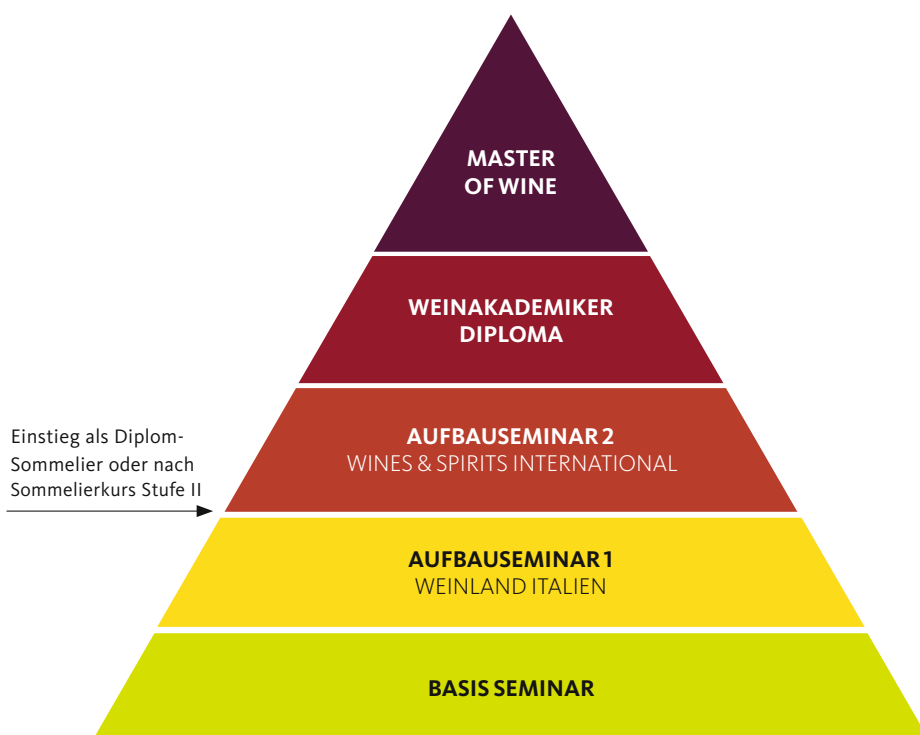 MASTER
OF WINE
WEINAKADEMIKER
DIPLOMA
Einstieg als Diplom-
Sommelier oder nach
Sommelierkurs Stufe II
AUFBAUSEMINAR 2
WINES & SPIRITS INTERNATIONAL
AUFBAUSEMINAR 1
WEINLAND ITALIEN
BASIS SEMINAR